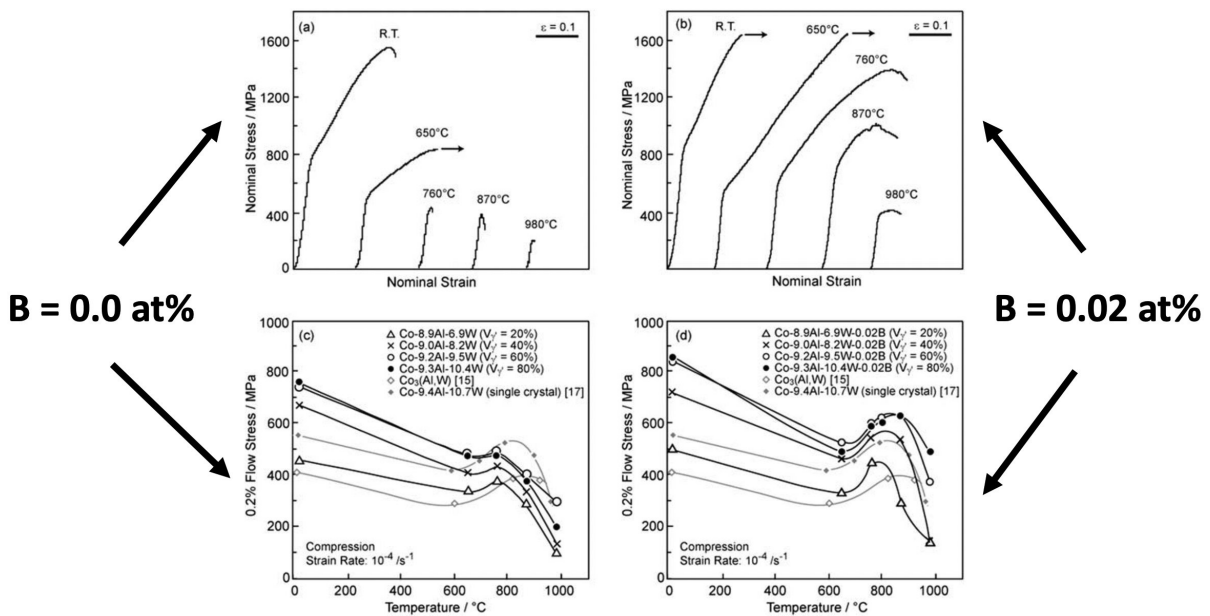 (a)
R.T.
ε = 0.1
1600
1200
800
400
0
650°C
760°C
870°C
980°C
Nominal Stress / MPa
Nominal Strain
(b)
R.T.
650°C
ε = 0.1
760°C
870°C
980°C
1600
1200
800
400
0
Nominal Stress / MPa
Nominal Strain
B = 0.0 at%
B = 0.02 at%
(c)
1000
800
600
400
200
0
Co-8.9Al-6.9W (Vγ' = 20%)
Co-9.0Al-8.2W (Vγ' = 40%)
Co-9.2Al-9.5W (Vγ' = 60%)
Co-9.3Al-10.4W (Vγ' = 80%)
Co₃(Al,W) [15]
Co-9.4Al-10.7W (single crystal) [17]
0.2% Flow Stress / MPa
Compression
Strain Rate: 10⁻⁴ /s⁻¹
0 200 400 600 800 1000
Temperature / °C
(d)
1000
800
600
400
200
0
Co-8.9Al-6.9W-0.02B (Vγ' = 20%)
Co-9.0Al-8.2W-0.02B (Vγ' = 40%)
Co-9.2Al-9.5W-0.02B (Vγ' = 60%)
Co-9.3Al-10.4W-0.02B (Vγ' = 80%)
Co₃(Al,W) [15]
Co-9.4Al-10.7W (single crystal) [17]
0.2% Flow Stress / MPa
Compression
Strain Rate: 10⁻⁴ /s⁻¹
0 200 400 600 800 1000
Temperature / °C